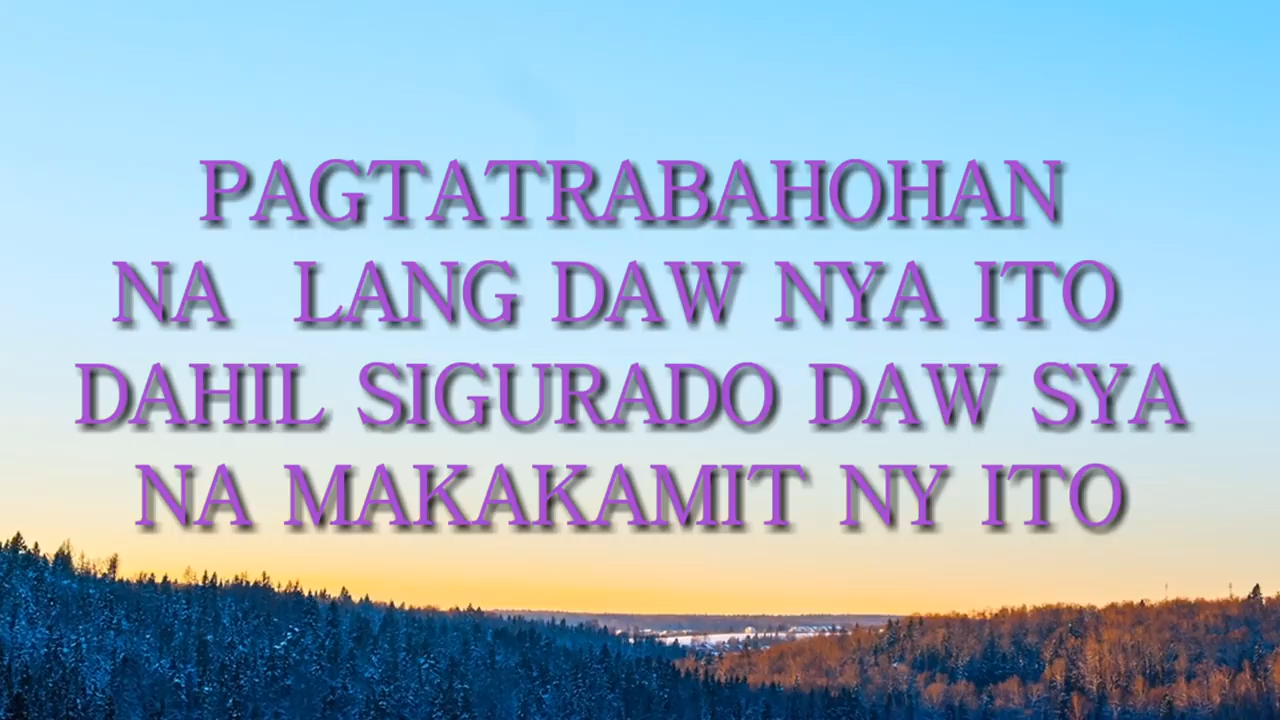 PAGTATRABAHOHAN
NA LANG DAW NYA ITO
DAHIL SIGURADO DAW SYA
NA MAKAKAMIT NY ITO